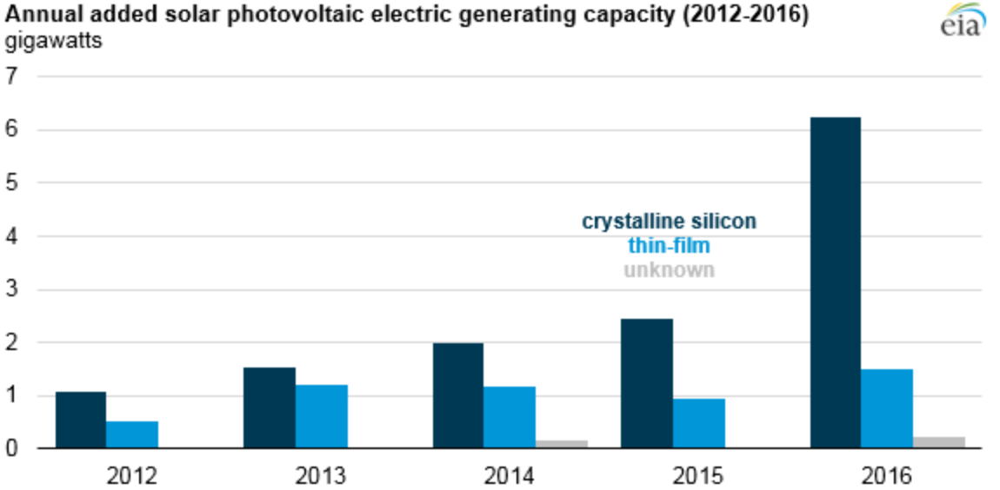 Annual added solar photovoltaic electric generating capacity (2012-2016)
gigawatts
eia
7
6
5
4
3
2
1
0
crystalline silicon
thin-film
unknown
2012 2013 2014 2015 2016